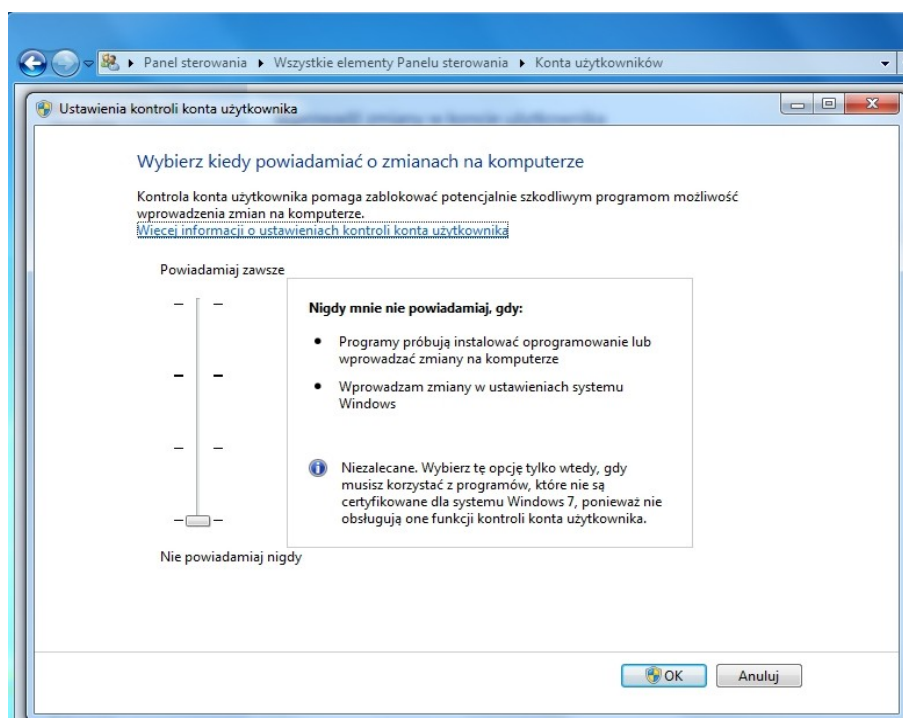 Panel sterowania ▸ Wszystkie elementy Panelu sterowania ▸ Konta użytkowników
Ustawienia kontroli konta użytkownika
Wybierz kiedy powiadamiać o zmianach na komputerze
Kontrola konta użytkownika pomaga zablokować potencjalnie szkodliwym programom możliwość
wprowadzenia zmian na komputerze.
Więcej informacji o ustawieniach kontroli konta użytkownika
Powiadamiaj zawsze
Nigdy mnie nie powiadamiaj, gdy:
• Programy próbują instalować oprogramowanie lub
wprowadzać zmiany na komputerze
• Wprowadzam zmiany w ustawieniach systemu
Windows
Niezalecane. Wybierz tę opcję tylko wtedy, gdy
musisz korzystać z programów, które nie są
certyfikowane dla systemu Windows 7, ponieważ nie
obsługują one funkcji kontroli konta użytkownika.
Nie powiadamiaj nigdy
OK
Anuluj